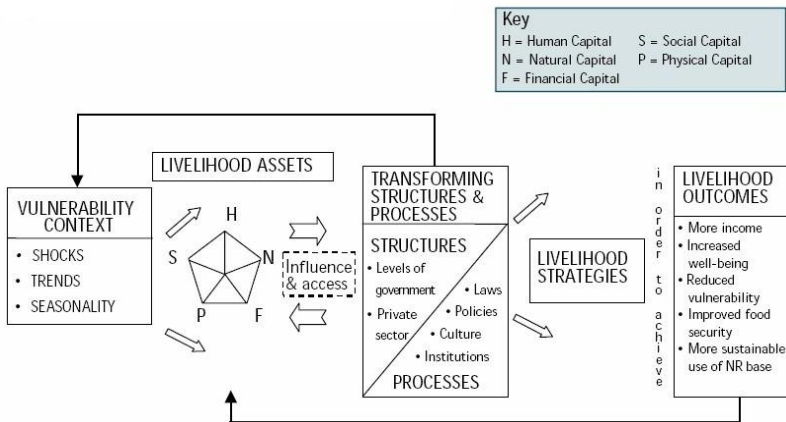 Key
H = Human Capital S = Social Capital
N = Natural Capital P = Physical Capital
F = Financial Capital
LIVELIHOOD ASSETS
VULNERABILITY
CONTEXT
• SHOCKS
• TRENDS
• SEASONALITY
H
S
N
P
F
Influence
& access
TRANSFORMING
STRUCTURES &
PROCESSES
STRUCTURES
• Levels of
government
• Private
sector
• Laws
• Policies
• Culture
• Institutions
PROCESSES
LIVELIHOOD
STRATEGIES
in order to achieve
LIVELIHOOD
OUTCOMES
• More income
• Increased
well-being
• Reduced
vulnerability
• Improved food
security
• More sustainable
use of NR base